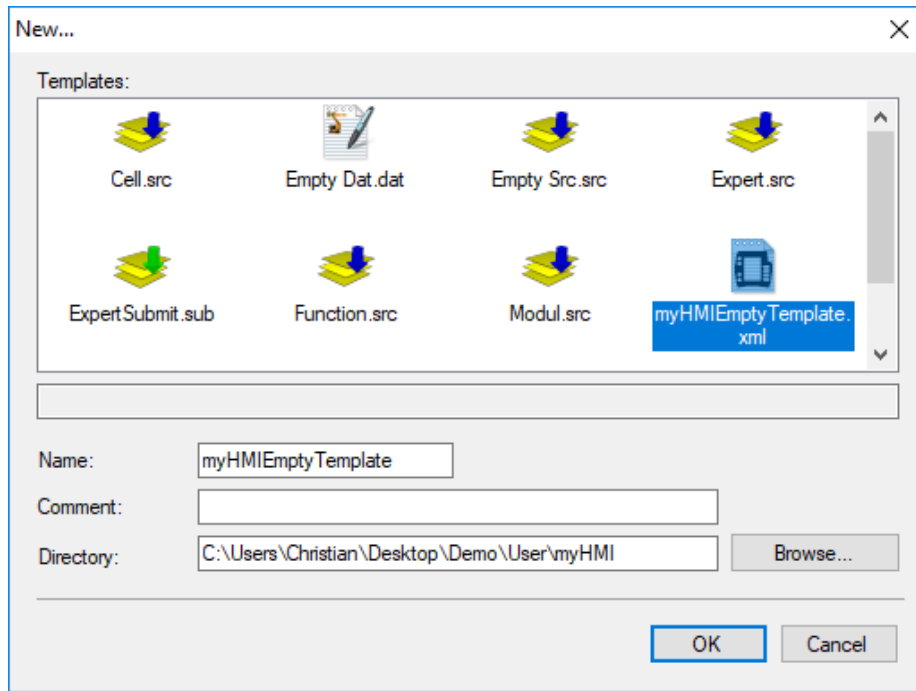 New...
Templates:
Cell.src
Empty Dat.dat
Empty Src.src
Expert.src
ExpertSubmit.sub
Function.src
Modul.src
myHMIEmptyTemplate.
xml
Name:
myHMIEmptyTemplate
Comment:
Directory:
C:\Users\Christian\Desktop\Demo\User\myHMI
Browse...
OK
Cancel